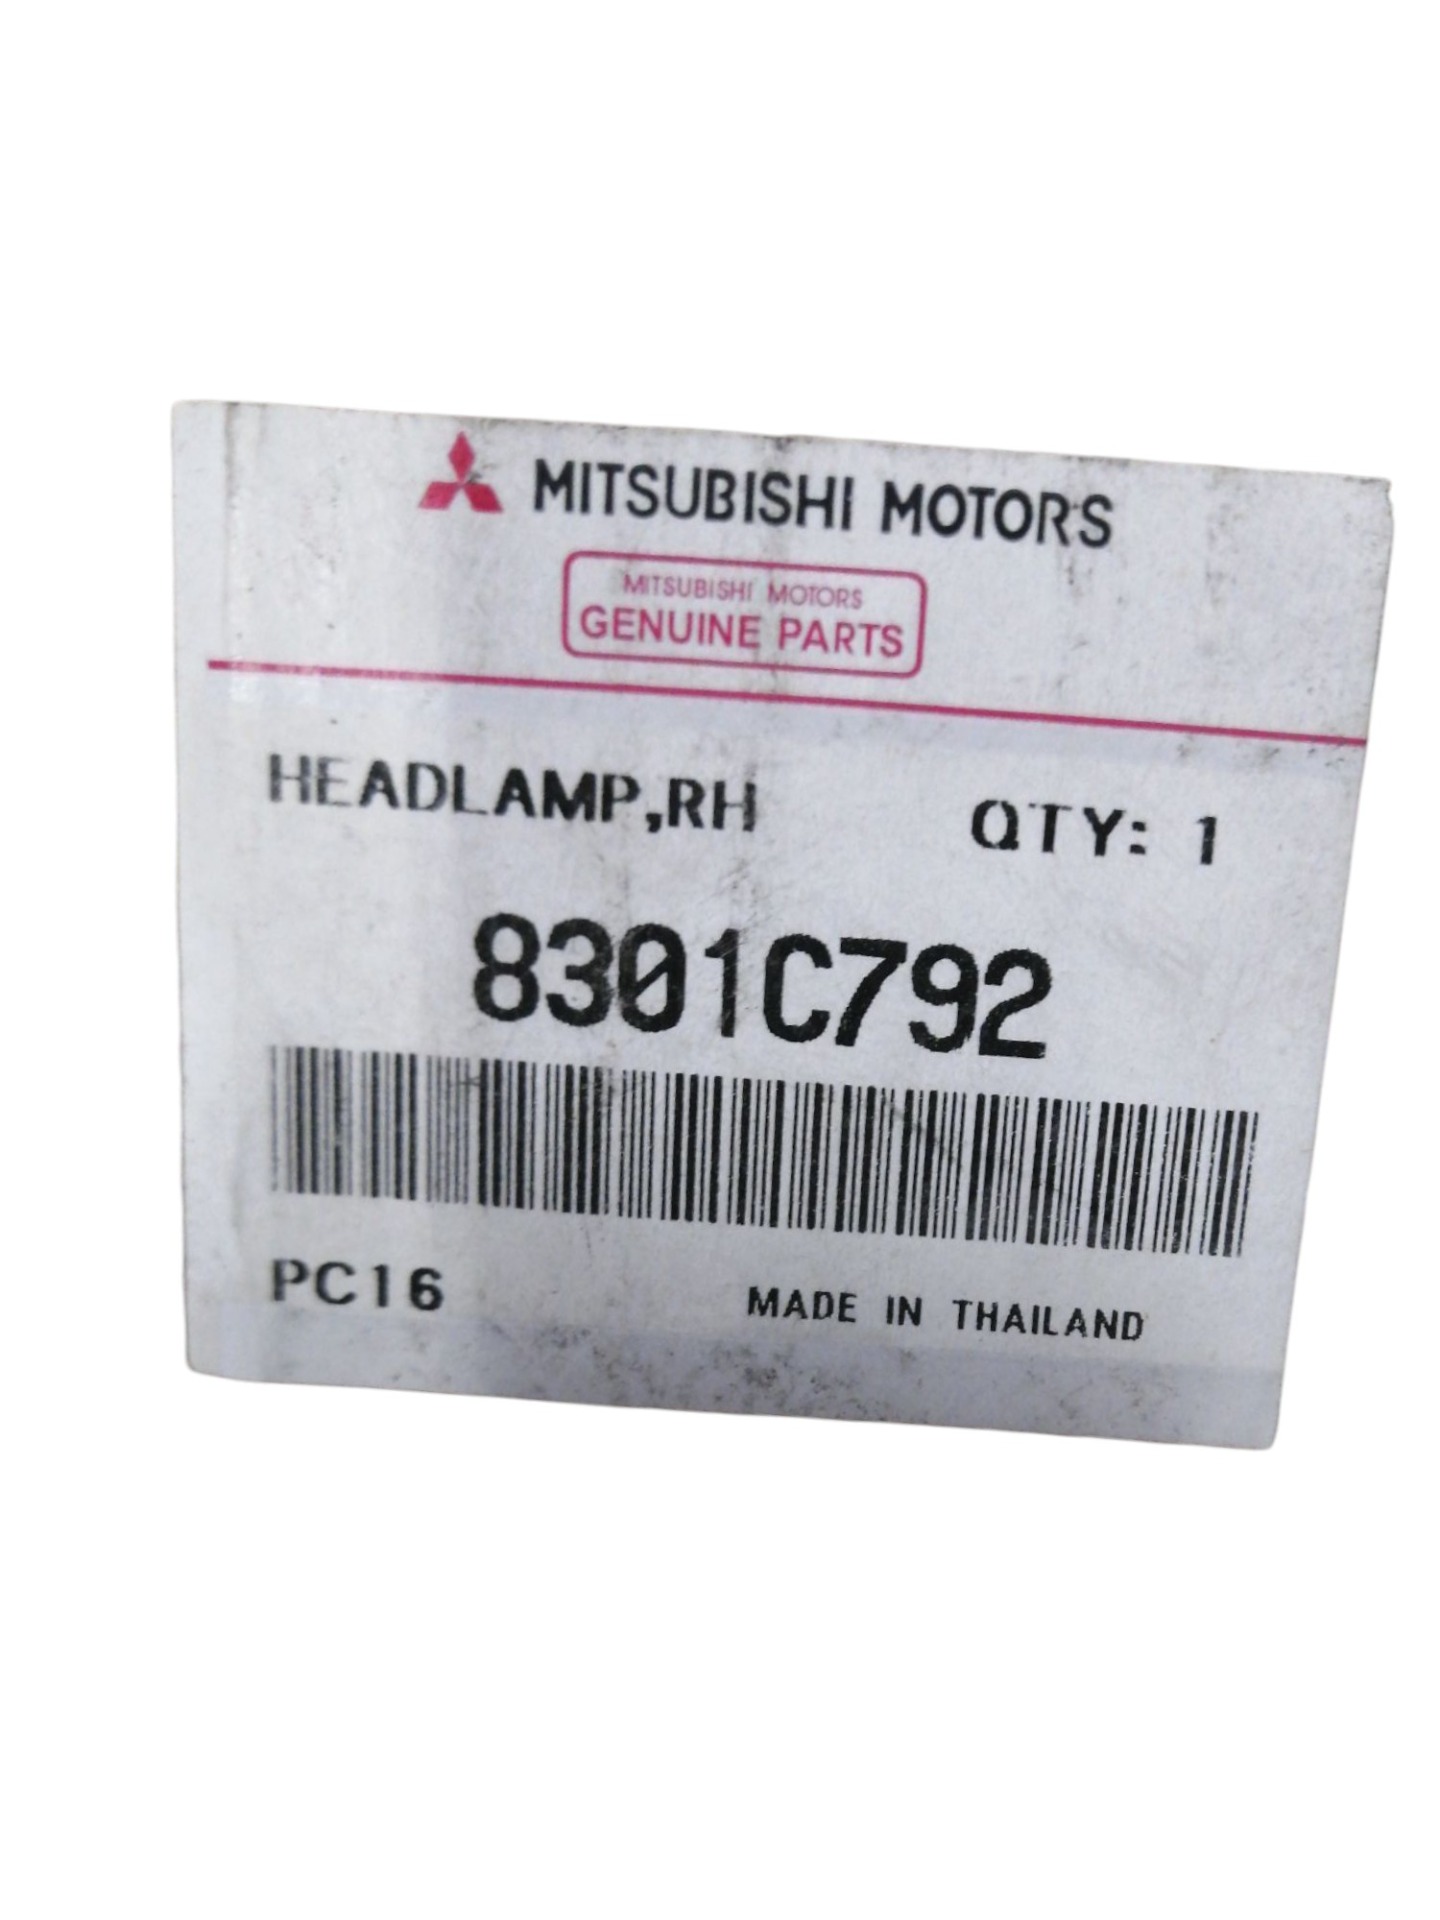 MITSUBISHI MOTORS
MITSUBISHI MOTORS
GENUINE PARTS
HEADLAMP,RH QTY: 1
8301C792
PC16 MADE IN THAILAND